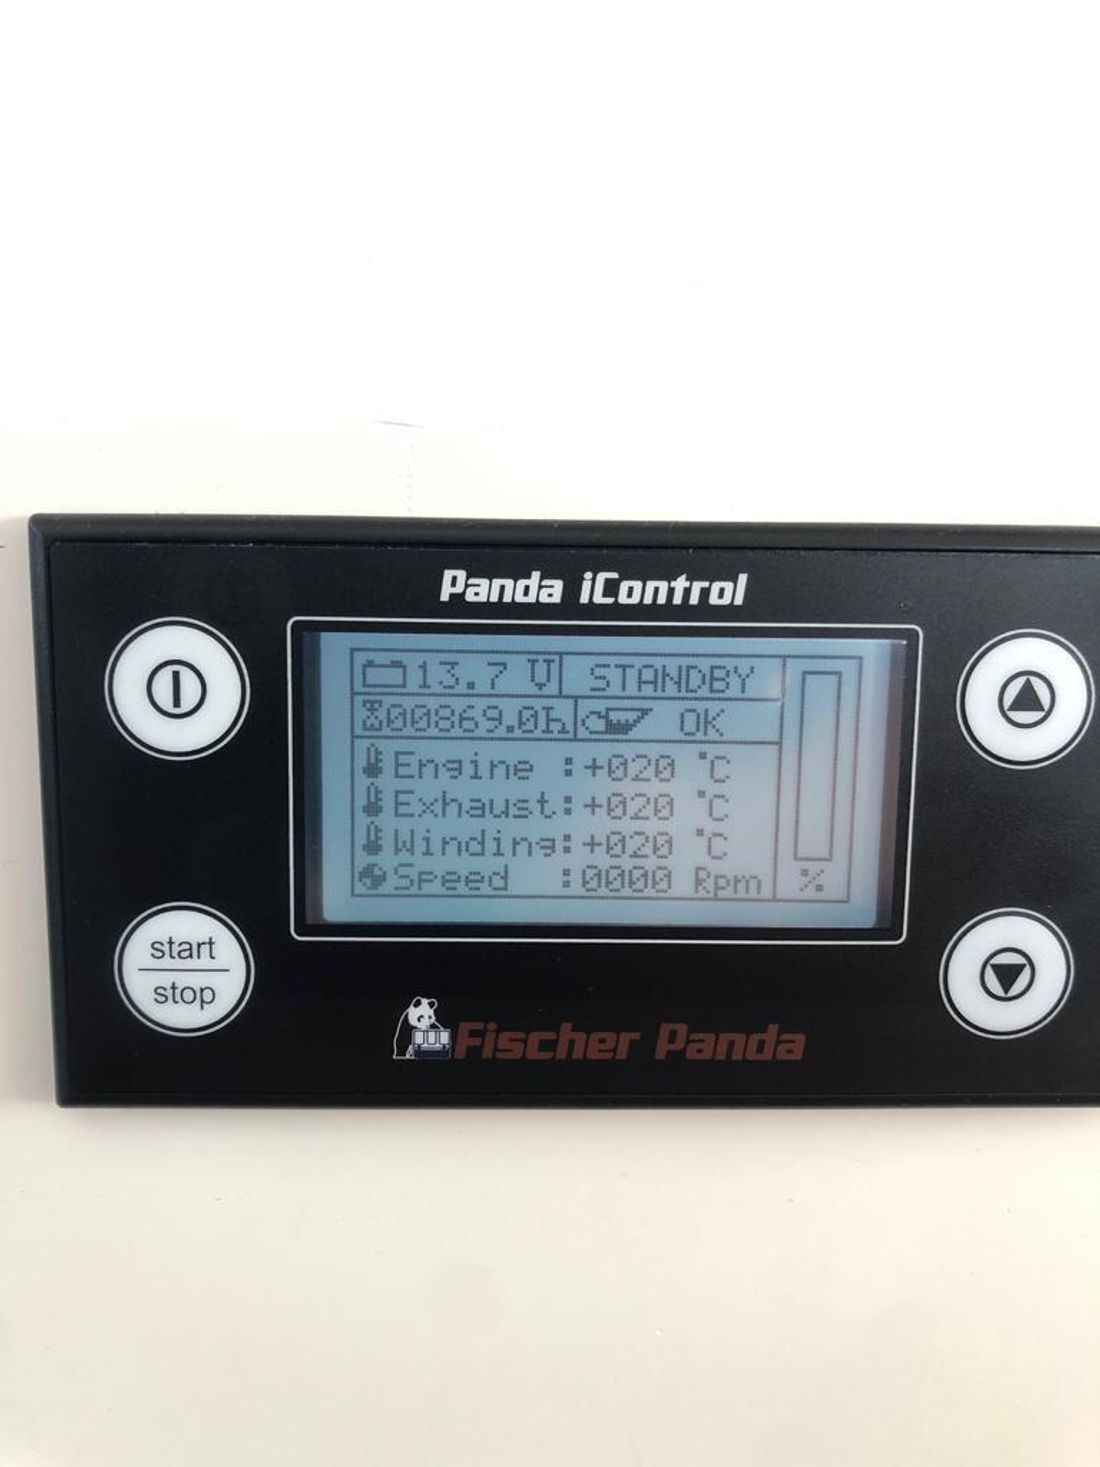 Panda iControl
13.7 V STANDBY
00869.0h OK
Engine :+020 °C
Exhaust:+020 °C
Winding:+020 °C
Speed :0000 Rpm %
start
stop
Fischer Panda